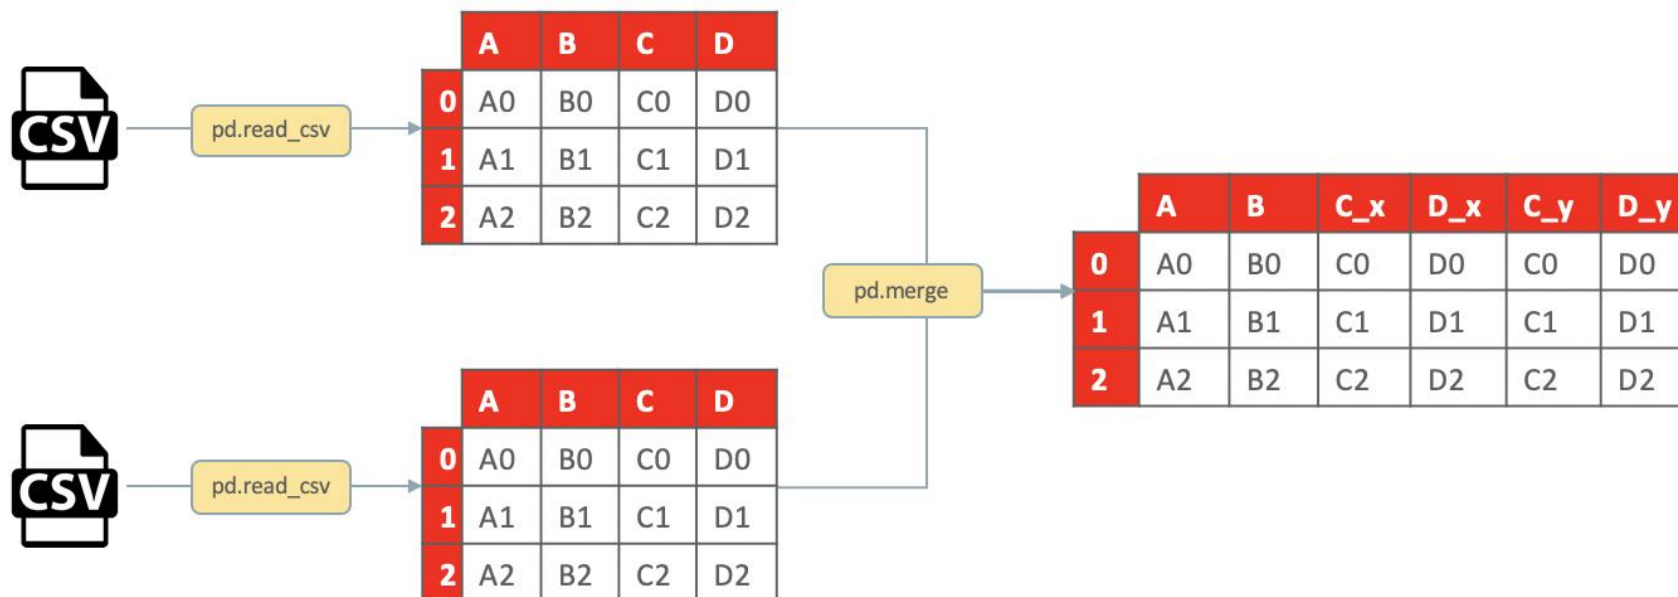 A B C D
CSV
pd.read_csv
0 A0 B0 C0 D0
1 A1 B1 C1 D1
2 A2 B2 C2 D2
pd.merge
A B C_x D_x C_y D_y
0 A0 B0 C0 D0 C0 D0
1 A1 B1 C1 D1 C1 D1
2 A2 B2 C2 D2 C2 D2
A B C D
CSV
pd.read_csv
0 A0 B0 C0 D0
1 A1 B1 C1 D1
2 A2 B2 C2 D2